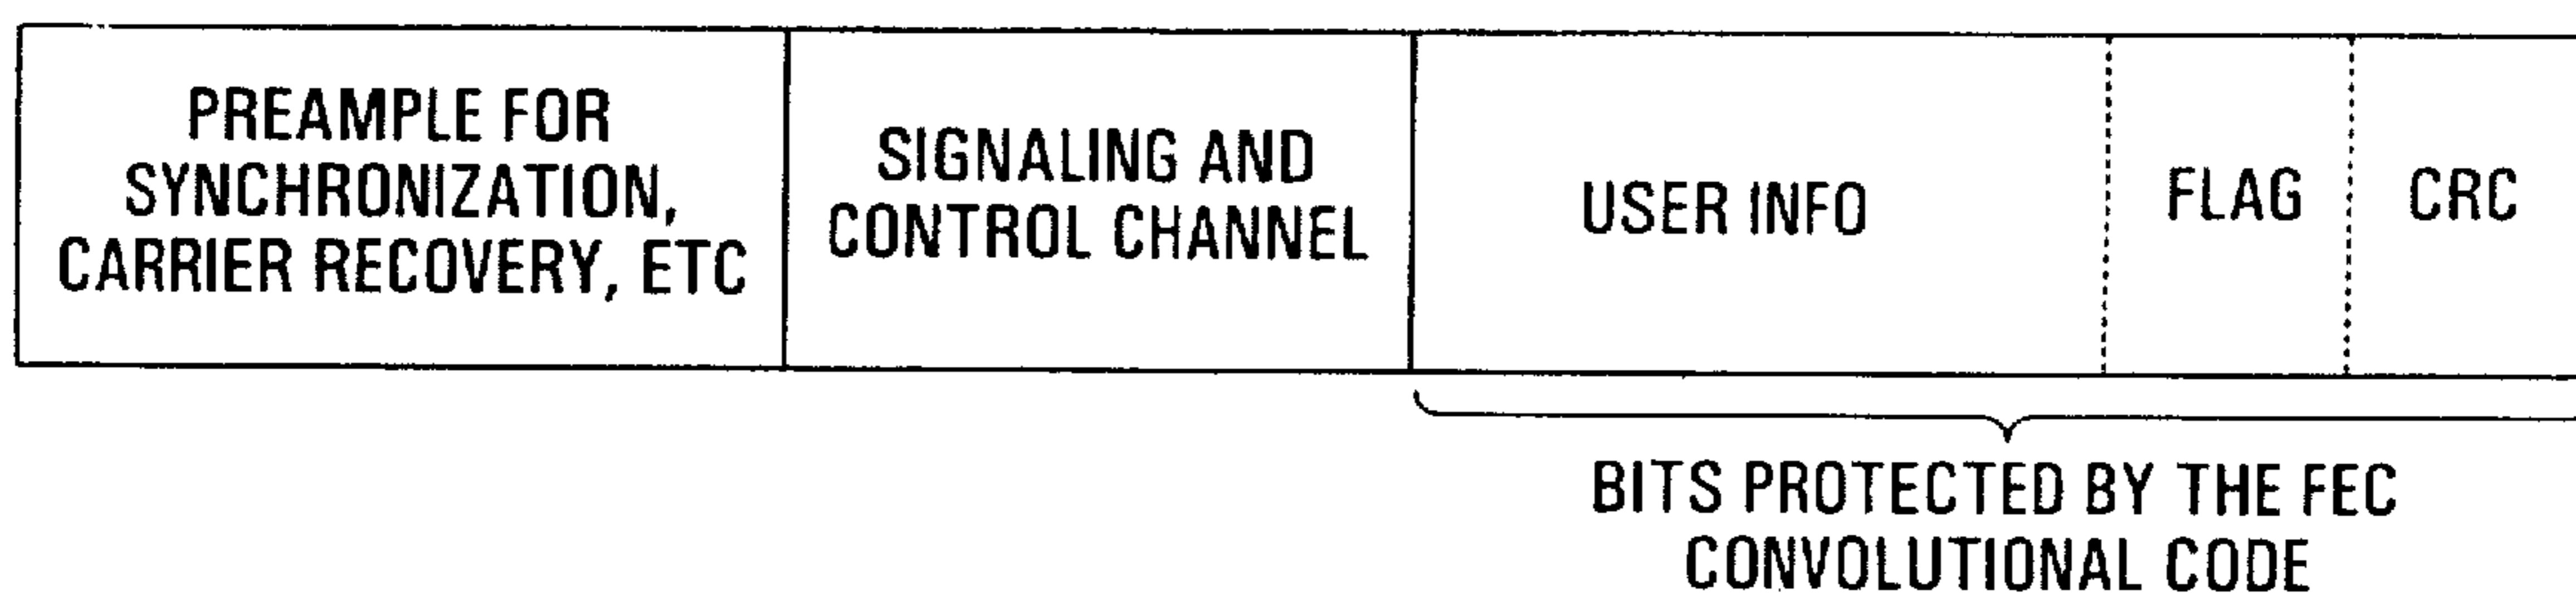 PREAMPLE FOR
SYNCHRONIZATION,
CARRIER RECOVERY, ETC
SIGNALING AND
CONTROL CHANNEL
USER INFO
FLAG
CRC
BITS PROTECTED BY THE FEC
CONVOLUTIONAL CODE